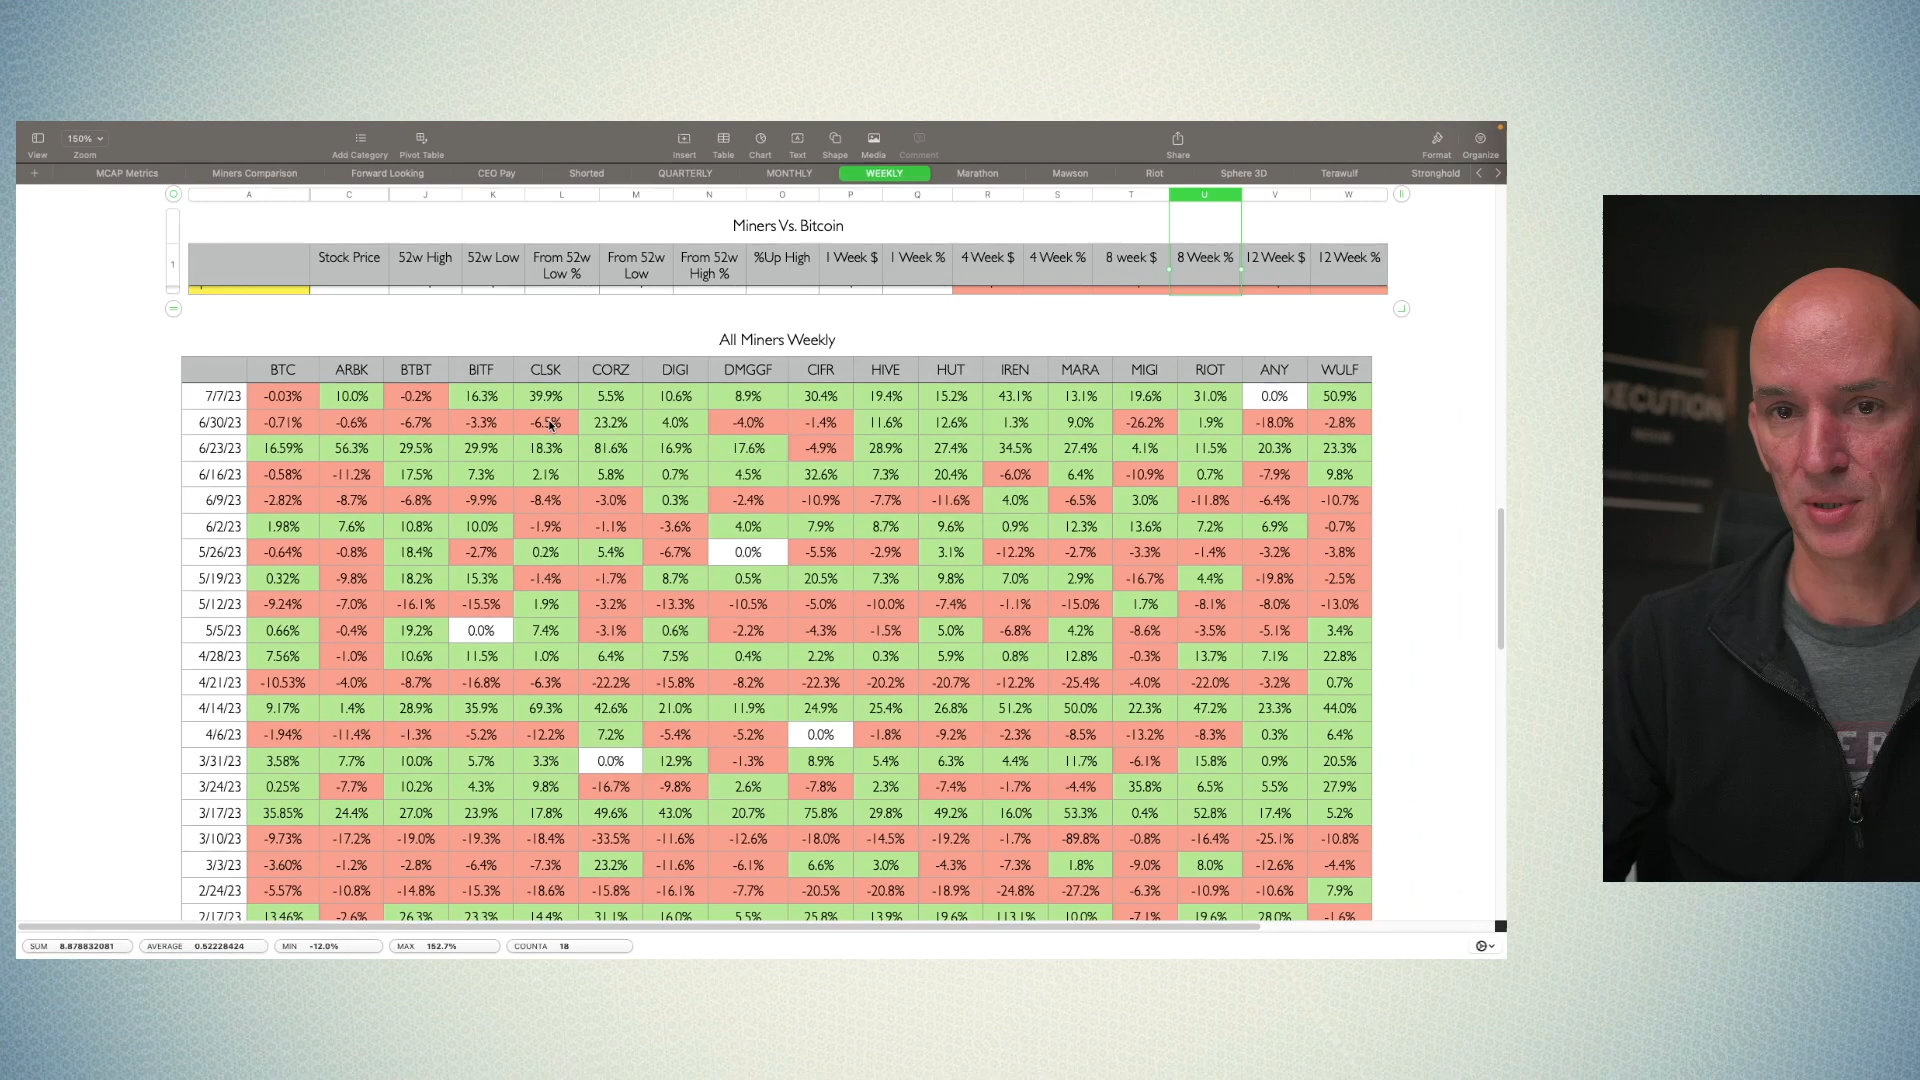 150%
View Zoom Add Category Pivot Table Insert Table Chart Text Shape Media Comment Share Format Organize
+ MCAP Metrics Miners Comparison Forward Looking CEO Pay Shorted QUARTERLY MONTHLY WEEKLY Marathon Mawson Riot Sphere 3D Terawulf Stronghold
A C J K L M N O P Q R S T U V W
Miners Vs. Bitcoin
1 Stock Price 52w High 52w Low From 52w Low % From 52w Low From 52w High % %Up High 1 Week $ 1 Week % 4 Week $ 4 Week % 8 week $ 8 Week % 12 Week $ 12 Week %
All Miners Weekly
BTC ARBK BTBT BITF CLSK CORZ DIGI DMGGF CIFR HIVE HUT IREN MARA MIGI RIOT ANY WULF
7/7/23 -0.03% 10.0% -0.2% 16.3% 39.9% 5.5% 10.6% 8.9% 30.4% 19.4% 15.2% 43.1% 13.1% 19.6% 31.0% 0.0% 50.9%
6/30/23 -0.71% -0.6% -6.7% -3.3% -6.5% 23.2% 4.0% -4.0% -1.4% 11.6% 12.6% 1.3% 9.0% -26.2% 1.9% -18.0% -2.8%
6/23/23 16.59% 56.3% 29.5% 29.9% 18.3% 81.6% 16.9% 17.6% -4.9% 28.9% 27.4% 34.5% 27.4% 4.1% 11.5% 20.3% 23.3%
6/16/23 -0.58% -11.2% 17.5% 7.3% 2.1% 5.8% 0.7% 4.5% 32.6% 7.3% 20.4% -6.0% 6.4% -10.9% 0.7% -7.9% 9.8%
6/9/23 -2.82% -8.7% -6.8% -9.9% -8.4% -3.0% 0.3% -2.4% -10.9% -7.7% -11.6% 4.0% -6.5% 3.0% -11.8% -6.4% -10.7%
6/2/23 1.98% 7.6% 10.8% 10.0% -1.9% -1.1% -3.6% 4.0% 7.9% 8.7% 9.6% 0.9% 12.3% 13.6% 7.2% 6.9% -0.7%
5/26/23 -0.64% -0.8% 18.4% -2.7% 0.2% 5.4% -6.7% 0.0% -5.5% -2.9% 3.1% -12.2% -2.7% -3.3% -1.4% -3.2% -3.8%
5/19/23 0.32% -9.8% 18.2% 15.3% -1.4% -1.7% 8.7% 0.5% 20.5% 7.3% 9.8% 7.0% 2.9% -16.7% 4.4% -19.8% -2.5%
5/12/23 -9.24% -7.0% -16.1% -15.5% 1.9% -3.2% -13.3% -10.5% -5.0% -10.0% -7.4% -1.1% -15.0% 1.7% -8.1% -8.0% -13.0%
5/5/23 0.66% -0.4% 19.2% 0.0% 7.4% -3.1% 0.6% -2.2% -4.3% -1.5% 5.0% -6.8% 4.2% -8.6% -3.5% -5.1% 3.4%
4/28/23 7.56% -1.0% 10.6% 11.5% 1.0% 6.4% 7.5% 0.4% 2.2% 0.3% 5.9% 0.8% 12.8% -0.3% 13.7% 7.1% 22.8%
4/21/23 -10.53% -4.0% -8.7% -16.8% -6.3% -22.2% -15.8% -8.2% -22.3% -20.2% -20.7% -12.2% -25.4% -4.0% -22.0% -3.2% 0.7%
4/14/23 9.17% 1.4% 28.9% 35.9% 69.3% 42.6% 21.0% 11.9% 24.9% 25.4% 26.8% 51.2% 50.0% 22.3% 47.2% 23.3% 44.0%
4/6/23 -1.94% -11.4% -1.3% -5.2% -12.2% 7.2% -5.4% -5.2% 0.0% -1.8% -9.2% -2.3% -8.5% -13.2% -8.3% 0.3% 6.4%
3/31/23 3.58% 7.7% 10.0% 5.7% 3.3% 0.0% 12.9% -1.3% 8.9% 5.4% 6.3% 4.4% 11.7% -6.1% 15.8% 0.9% 20.5%
3/24/23 0.25% -7.7% 10.2% 4.3% 9.8% -16.7% -9.8% 2.6% -7.8% 2.3% -7.4% -1.7% -4.4% 35.8% 6.5% 5.5% 27.9%
3/17/23 35.85% 24.4% 27.0% 23.9% 17.8% 49.6% 43.0% 20.7% 75.8% 29.8% 49.2% 16.0% 53.3% 0.4% 52.8% 17.4% 5.2%
3/10/23 -9.73% -17.2% -19.0% -19.3% -18.4% -33.5% -11.6% -12.6% -18.0% -14.5% -19.2% -1.7% -89.8% -0.8% -16.4% -25.1% -10.8%
3/3/23 -3.60% -1.2% -2.8% -6.4% -7.3% 23.2% -11.6% -6.1% 6.6% 3.0% -4.3% -7.3% 1.8% -9.0% 8.0% -12.6% -4.4%
2/24/23 -5.57% -10.8% -14.8% -15.3% -18.6% -15.8% -16.1% -7.7% -20.5% -20.8% -18.9% -24.8% -27.2% -6.3% -10.9% -10.6% 7.9%
2/17/23 13.46% -2.6% 26.3% 23.3% 14.4% 31.1% 16.0% 5.5% 25.8% 13.9% 19.6% 113.1% 10.0% -7.1% 19.6% 28.0% -1.6%
SUM 8.878832081 AVERAGE 0.52228424 MIN -12.0% MAX 152.7% COUNTA 18